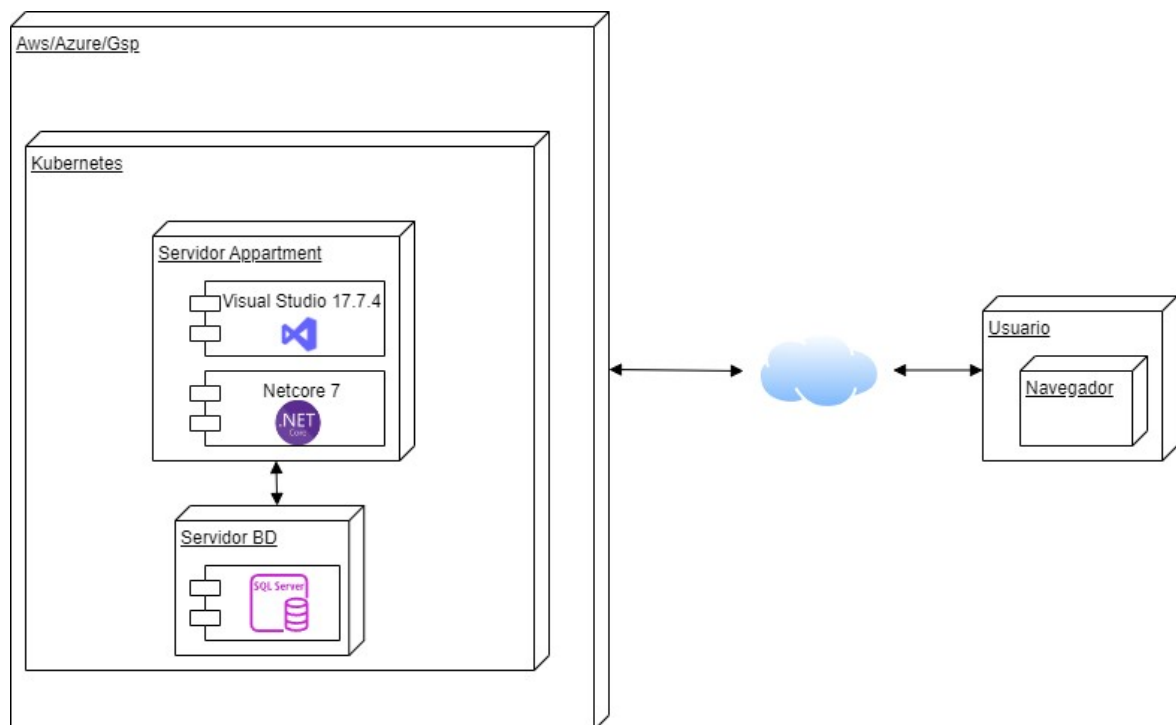 Aws/Azure/Gsp
Kubernetes
Servidor Appartment
Visual Studio 17.7.4
Netcore 7
.NET
Core
Servidor BD
SQL Server
Usuario
Navegador